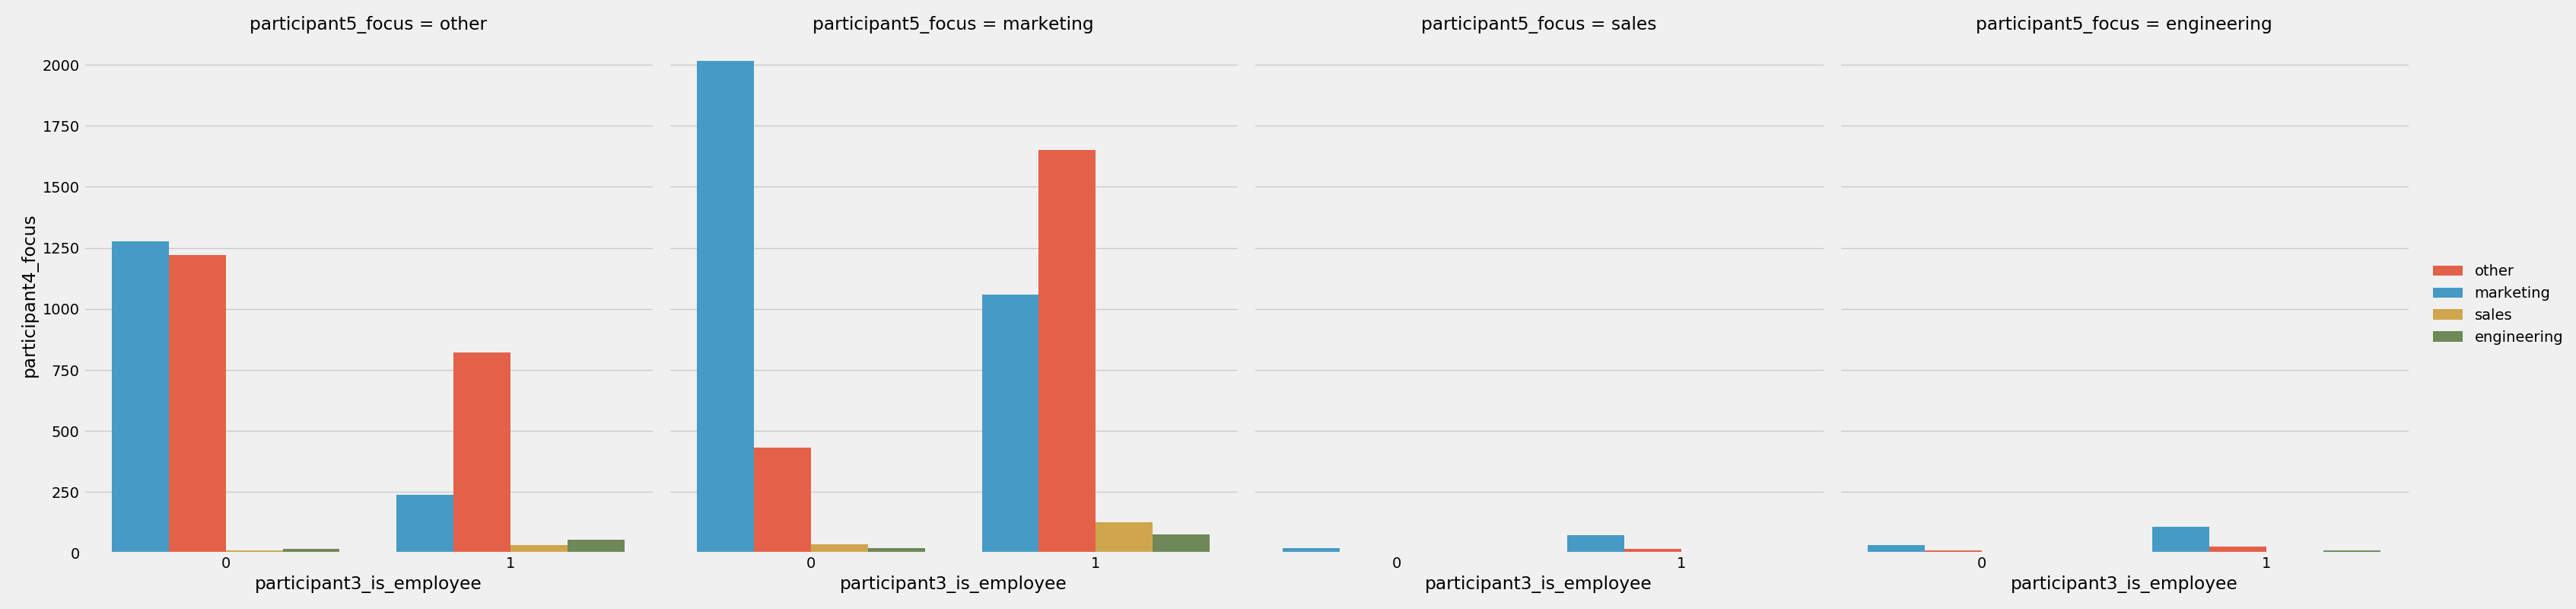 participant5_focus = other
participant5_focus = marketing
participant5_focus = sales
participant5_focus = engineering
participant4_focus
2000
1750
1500
1250
1000
750
500
250
0
0 1
0 1
0 1
0 1
participant3_is_employee
participant3_is_employee
participant3_is_employee
participant3_is_employee
other
marketing
sales
engineering